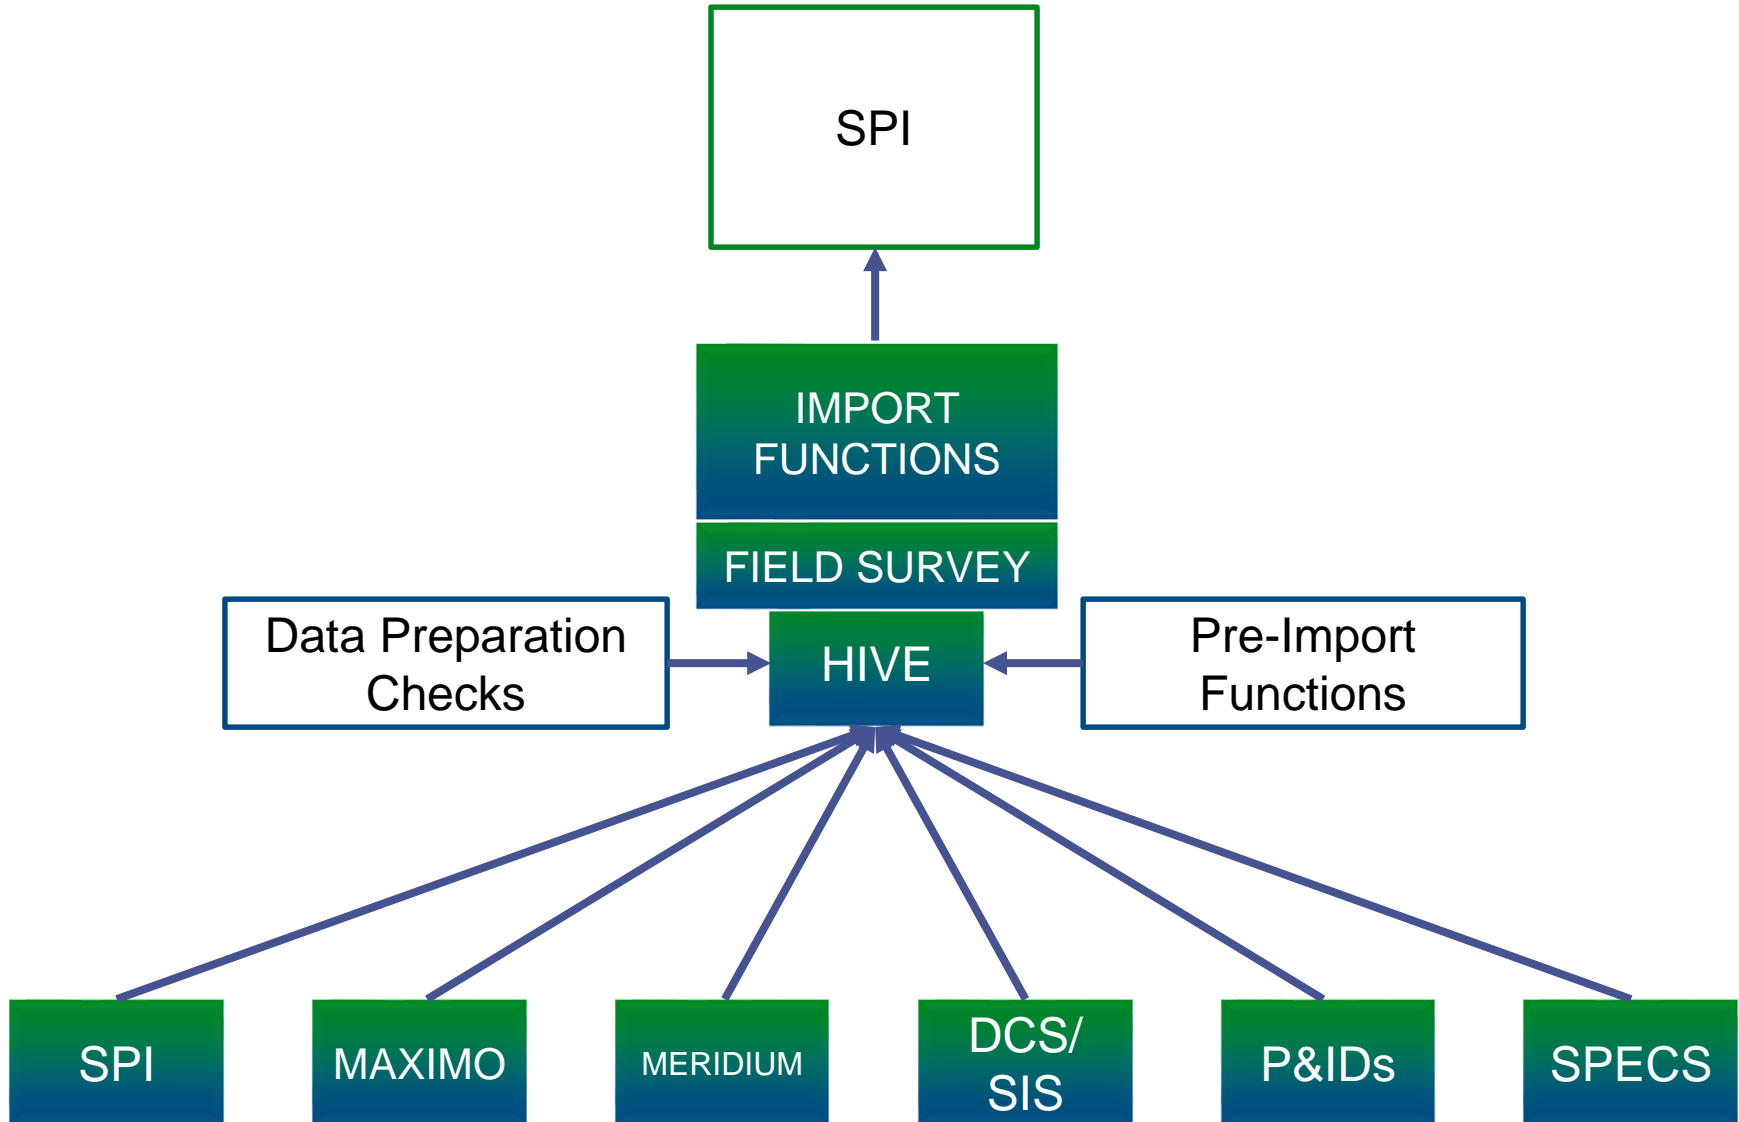 SPI
IMPORT
FUNCTIONS
FIELD SURVEY
Data Preparation
Checks
HIVE
Pre-Import
Functions
SPI
MAXIMO
MERIDIUM
DCS/
SIS
P&IDs
SPECS